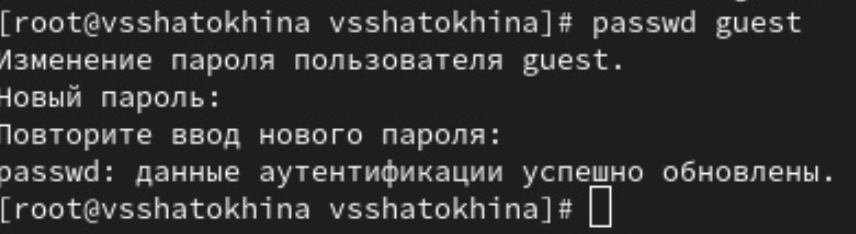 [root@vsshatokhina vsshatokhina]# passwd guest
Изменение пароля пользователя guest.
Новый пароль:
Повторите ввод нового пароля:
passwd: данные аутентификации успешно обновлены.
[root@vsshatokhina vsshatokhina]#